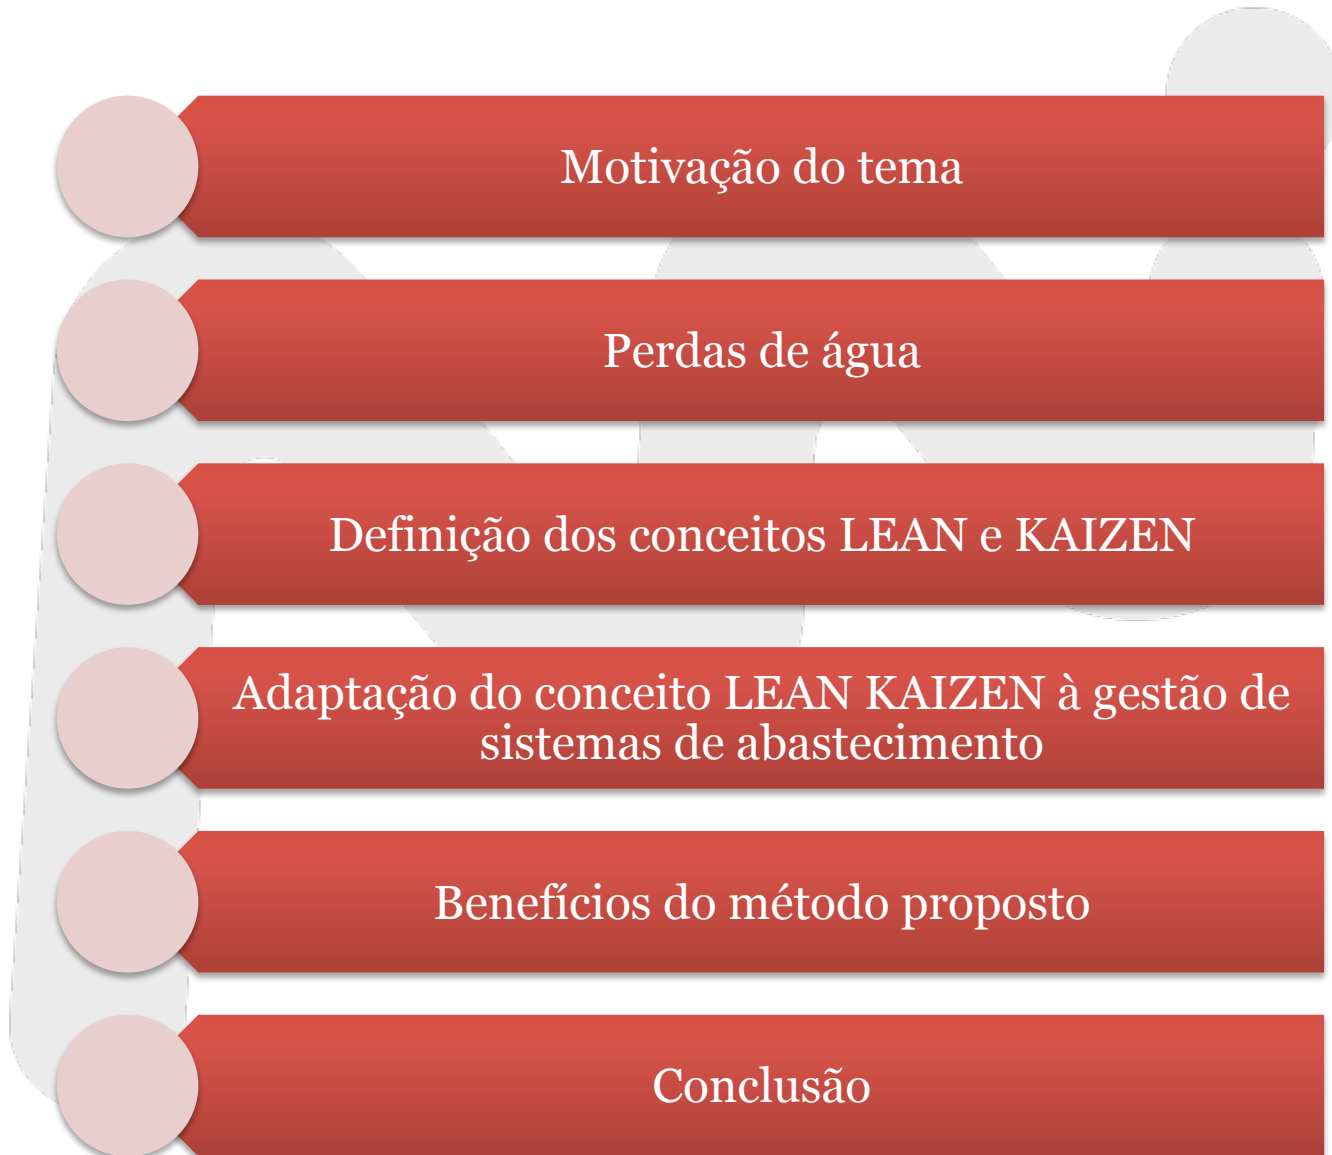 Motivação do tema
Perdas de água
Definição dos conceitos LEAN e KAIZEN
Adaptação do conceito LEAN KAIZEN à gestão de
sistemas de abastecimento
Benefícios do método proposto
Conclusão